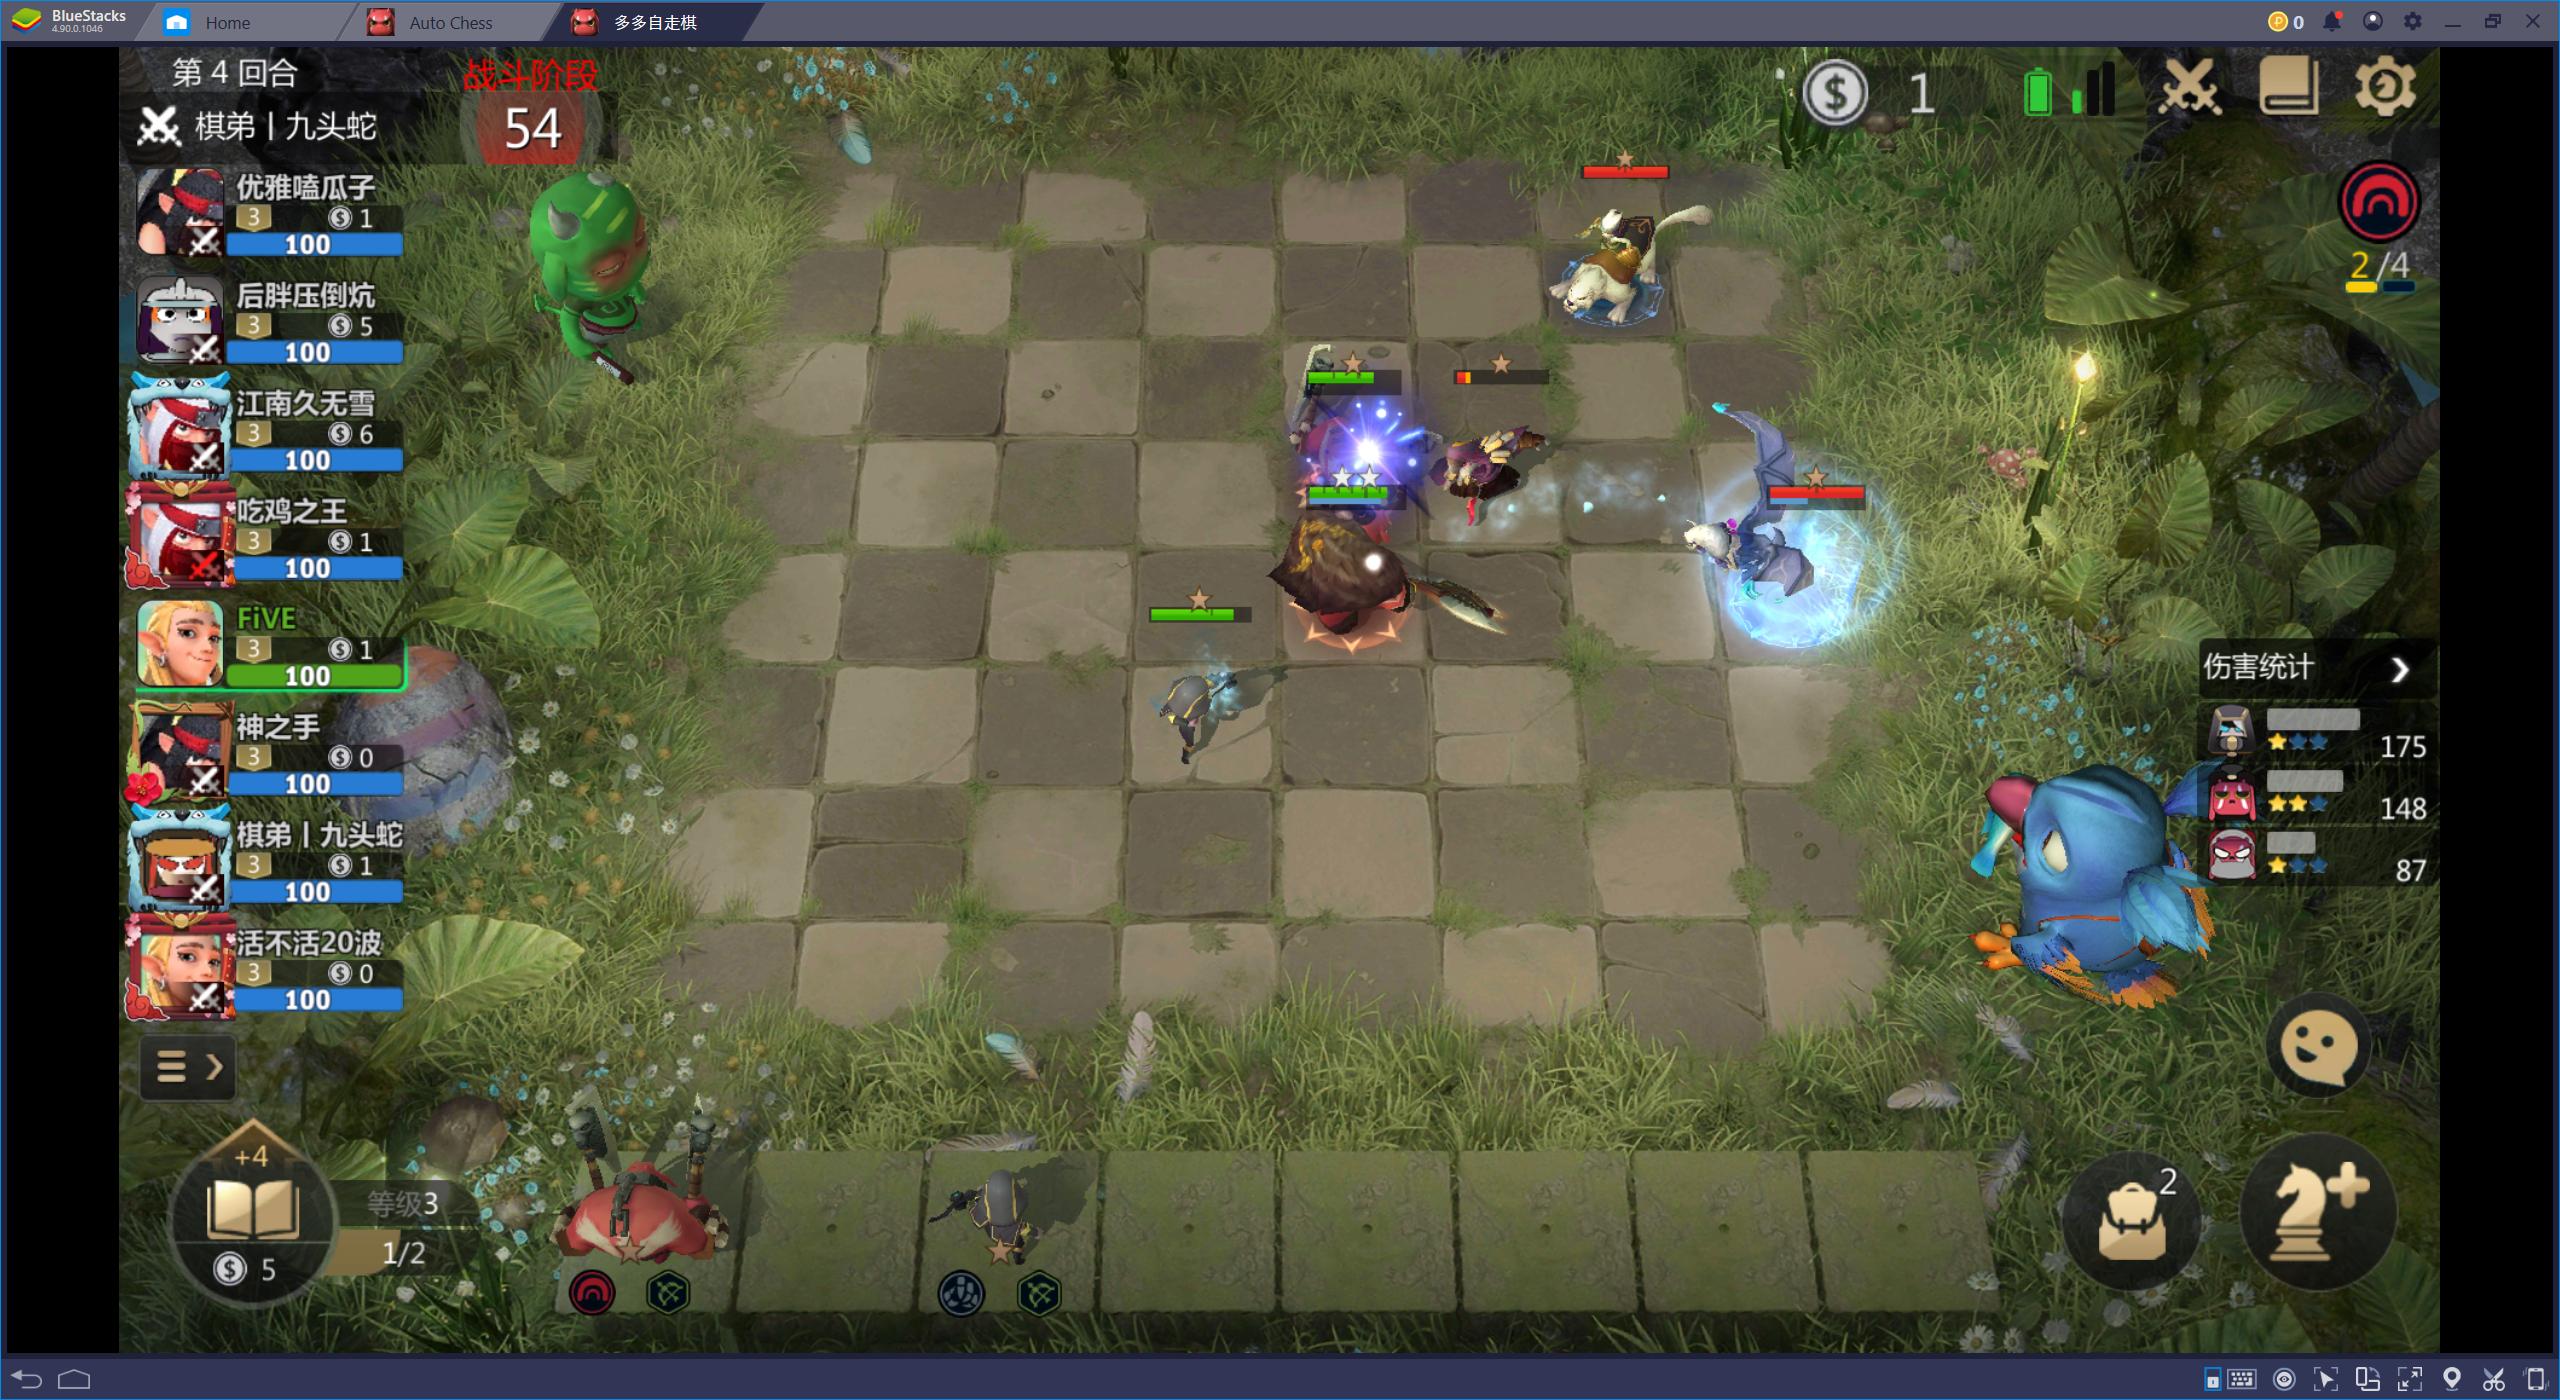 BlueStacks
4.90.0.1046
Home
Auto Chess
多多自走棋
0
第 4 回合
战斗阶段
54
棋弟丨九头蛇
1
2/4
优雅嗑瓜子
3 1
100
后胖压倒炕
3 5
100
江南久无雪
3 6
100
吃鸡之王
3 1
100
FiVE
3 1
100
神之手
3 0
100
棋弟丨九头蛇
3 1
100
活不活20波
3 0
100
伤害统计
175
148
87
+4
5
等级3
1/2
2